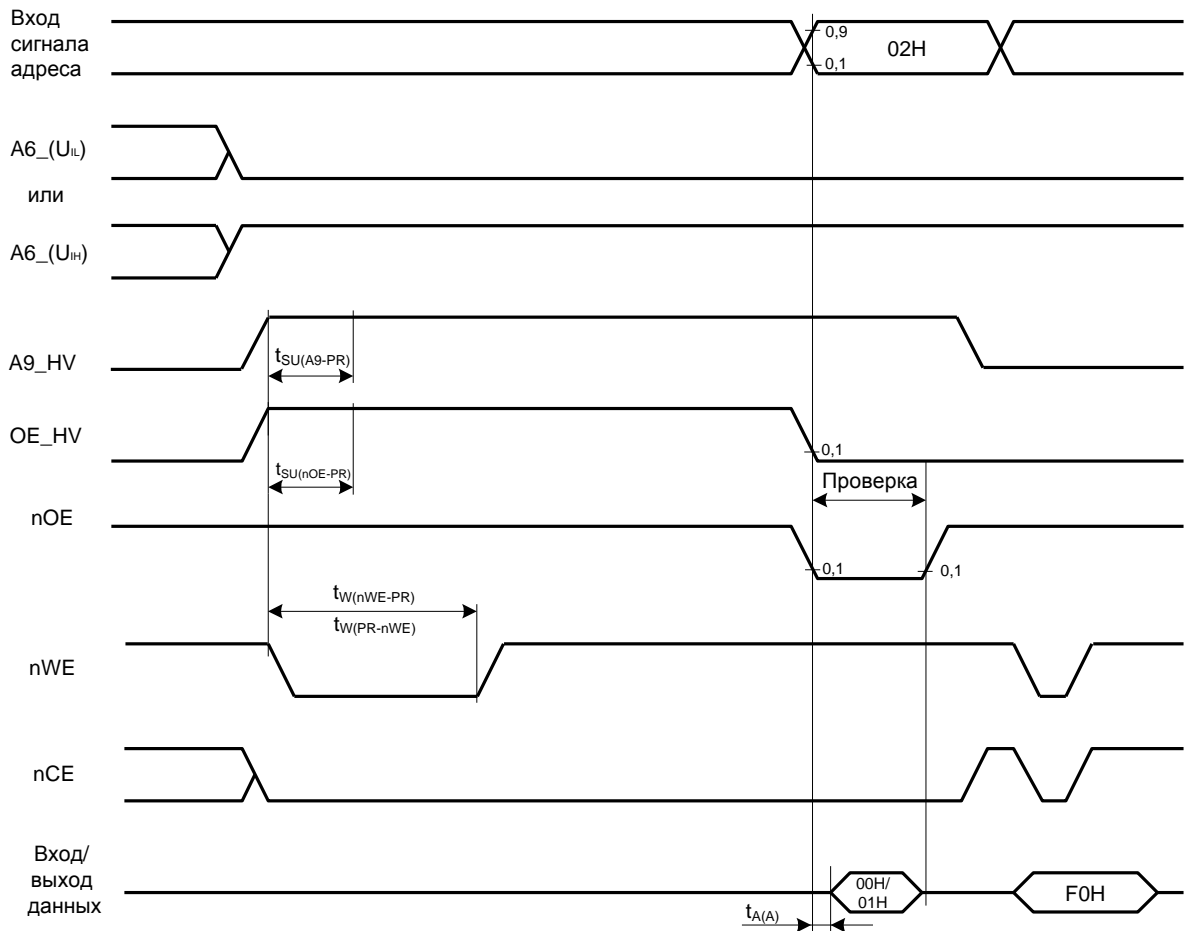 Вход
сигнала
адреса
0,9
0,1
02H
A6_(UIL)
или
A6_(UIH)
A9_HV
tSU(A9-PR)
OE_HV
0,1
tSU(nOE-PR)
Проверка
nOE
0,1
0,1
tW(nWE-PR)
tW(PR-nWE)
nWE
nCE
Вход/
выход
данных
00H/
01H
F0H
tA(A)